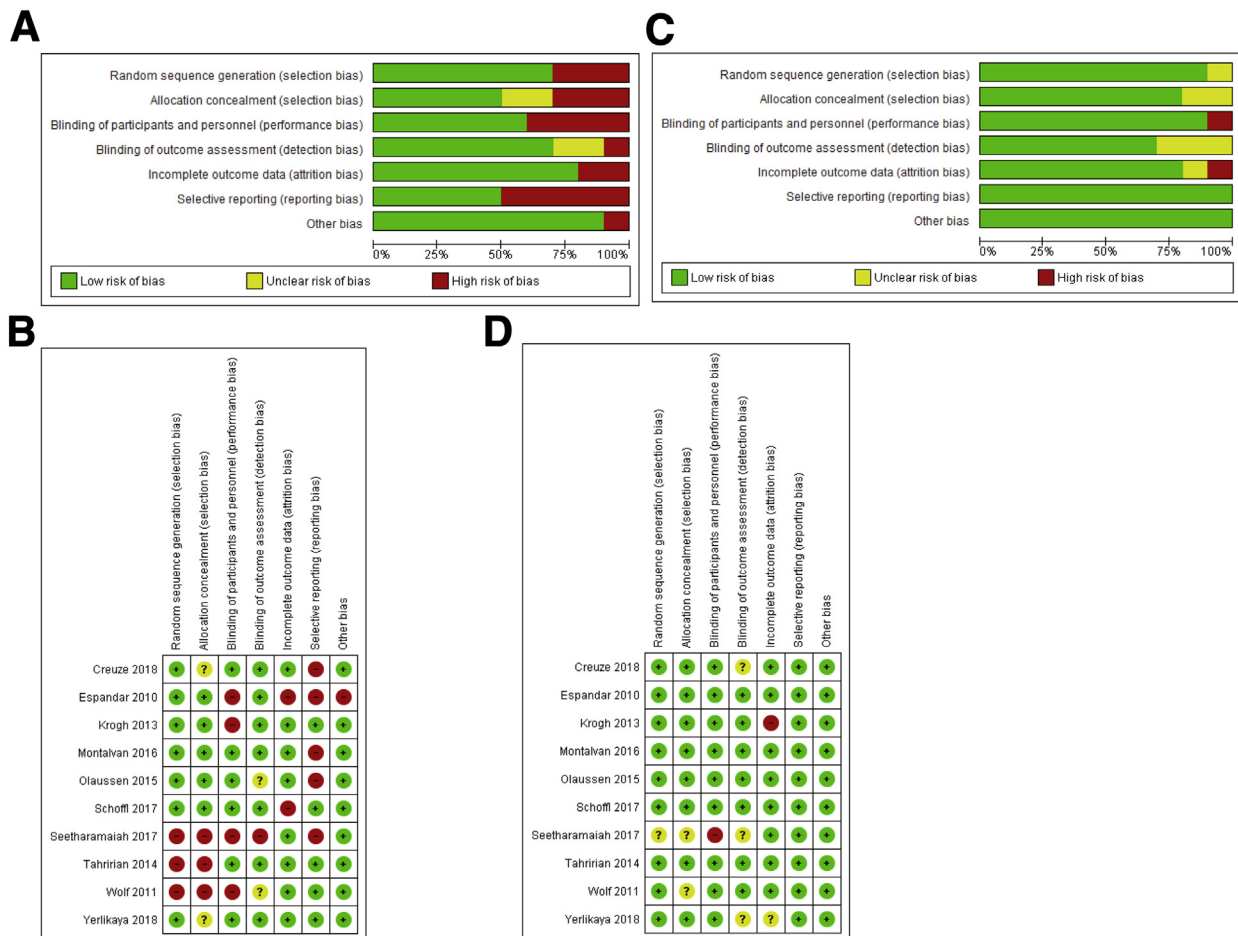 A
Random sequence generation (selection bias)
Allocation concealment (selection bias)
Blinding of participants and personnel (performance bias)
Blinding of outcome assessment (detection bias)
Incomplete outcome data (attrition bias)
Selective reporting (reporting bias)
Other bias
0% 25% 50% 75% 100%
Low risk of bias Unclear risk of bias High risk of bias
C
Random sequence generation (selection bias)
Allocation concealment (selection bias)
Blinding of participants and personnel (performance bias)
Blinding of outcome assessment (detection bias)
Incomplete outcome data (attrition bias)
Selective reporting (reporting bias)
Other bias
0% 25% 50% 75% 100%
Low risk of bias Unclear risk of bias High risk of bias
B
Random sequence generation (selection bias)
Allocation concealment (selection bias)
Blinding of participants and personnel (performance bias)
Blinding of outcome assessment (detection bias)
Incomplete outcome data (attrition bias)
Selective reporting (reporting bias)
Other bias
Creuze 2018 + ? + + + - +
Espandar 2010 + + - + - - -
Krogh 2013 + + - + + + +
Montalvan 2016 + + + + + - +
Olaussen 2015 + + + ? + - +
Schoffl 2017 + + + + - + +
Seetharamaiah 2017 - - - - + - +
Tahririan 2014 - - + + + + +
Wolf 2011 - - - ? + + +
Yerlikaya 2018 + ? + + + + +
D
Random sequence generation (selection bias)
Allocation concealment (selection bias)
Blinding of participants and personnel (performance bias)
Blinding of outcome assessment (detection bias)
Incomplete outcome data (attrition bias)
Selective reporting (reporting bias)
Other bias
Creuze 2018 + + + ? + + +
Espandar 2010 + + + + + + +
Krogh 2013 + + + + - + +
Montalvan 2016 + + + + + + +
Olaussen 2015 + + + + + + +
Schoffl 2017 + + + + + + +
Seetharamaiah 2017 ? ? - ? + + +
Tahririan 2014 + + + + + + +
Wolf 2011 + ? + + + + +
Yerlikaya 2018 + + + ? ? + +